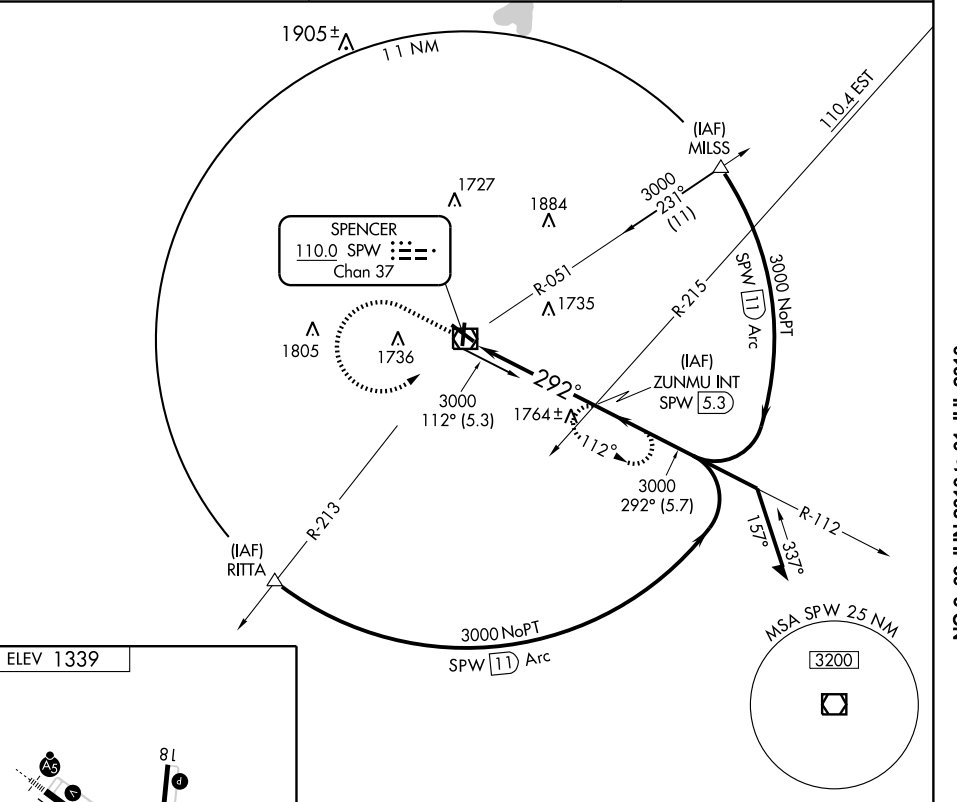 1905±
11 NM
110.4 EST
(IAF)
MILSS
1727
1884
3000
231°
(11)
SPENCER
110.0 SPW
Chan 37
R-051
1735
R-215
3000 NoPT
SPW 11 Arc
1805
1736
(IAF)
ZUNMU INT
SPW 5.3
292°
3000
112° (5.3)
1764±
112°
3000
292° (5.7)
R-213
R-112
157°
337°
(IAF)
RITTA
3000 NoPT
SPW 11 Arc
MSA SPW 25 NM
3200
ELEV 1339
A5
V
18
P